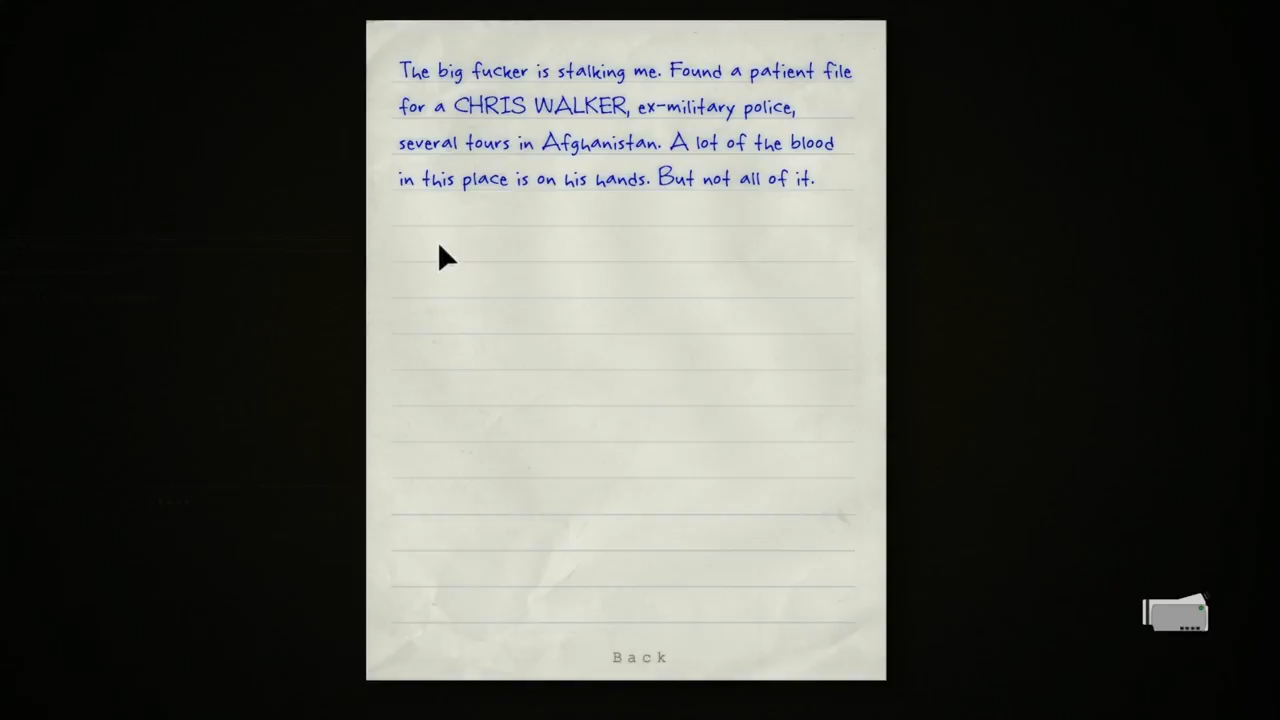 The big fucker is stalking me. Found a patient file
for a CHRIS WALKER, ex-military police,
several tours in Afghanistan. A lot of the blood
in this place is on his hands. But not all of it.
Back